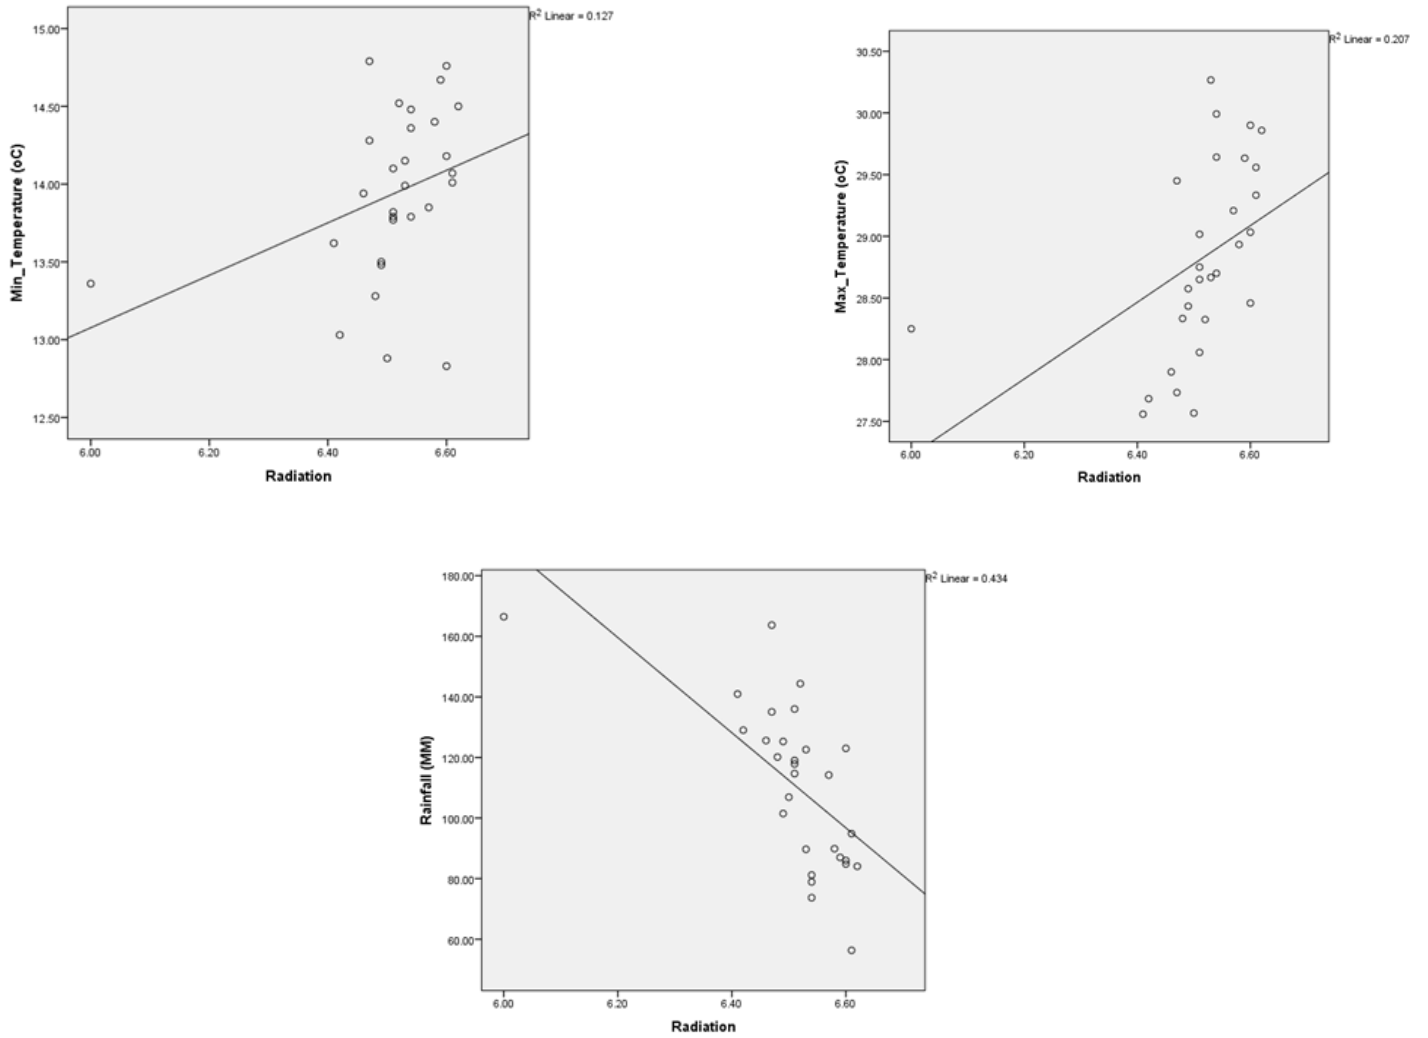 R² Linear = 0.127
15.00
14.50
14.00
13.50
13.00
12.50
Min_Temperature (oC)
6.00 6.20 6.40 6.60
Radiation
R² Linear = 0.207
30.50
30.00
29.50
29.00
28.50
28.00
27.50
Max_Temperature (oC)
6.00 6.20 6.40 6.60
Radiation
R² Linear = 0.434
180.00
160.00
140.00
120.00
100.00
80.00
60.00
Rainfall (MM)
6.00 6.20 6.40 6.60
Radiation